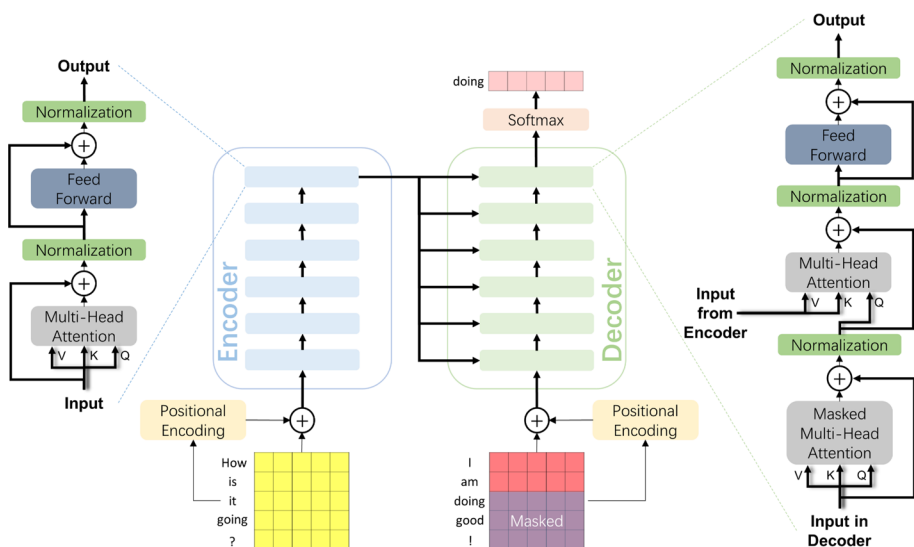 Output
Normalization
Feed
Forward
Normalization
Multi-Head
Attention
V K Q
Input
Encoder
Positional
Encoding
How
is
it
going
?
doing
Softmax
Decoder
Positional
Encoding
I
am
doing
good
!
Masked
Output
Normalization
Feed
Forward
Normalization
Multi-Head
Attention
V K Q
Input
from
Encoder
Normalization
Masked
Multi-Head
Attention
V K Q
Input in
Decoder